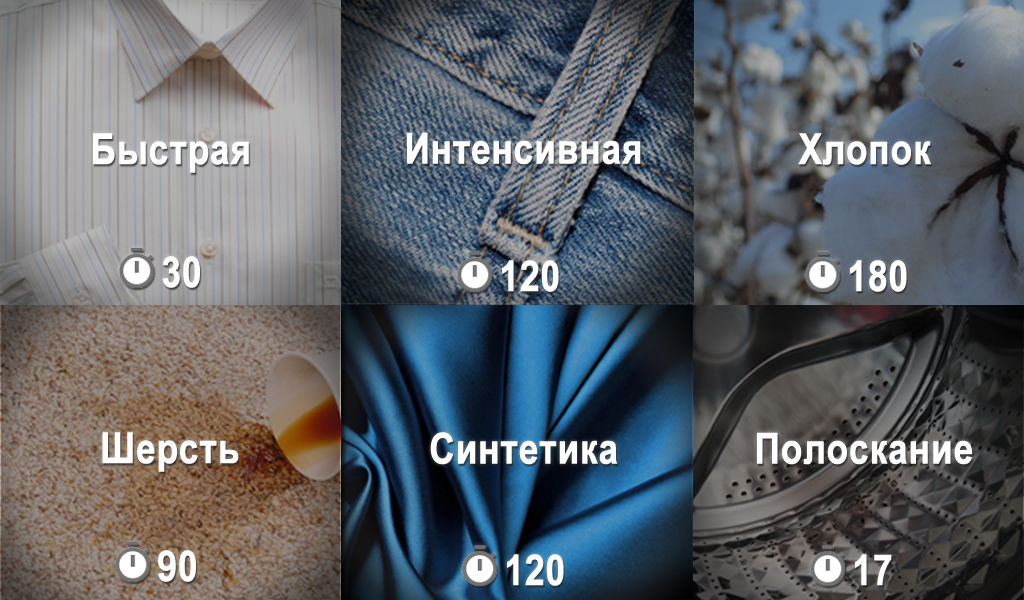 Быстрая
30
Интенсивная
120
Хлопок
180
Шерсть
90
Синтетика
120
Полоскание
17